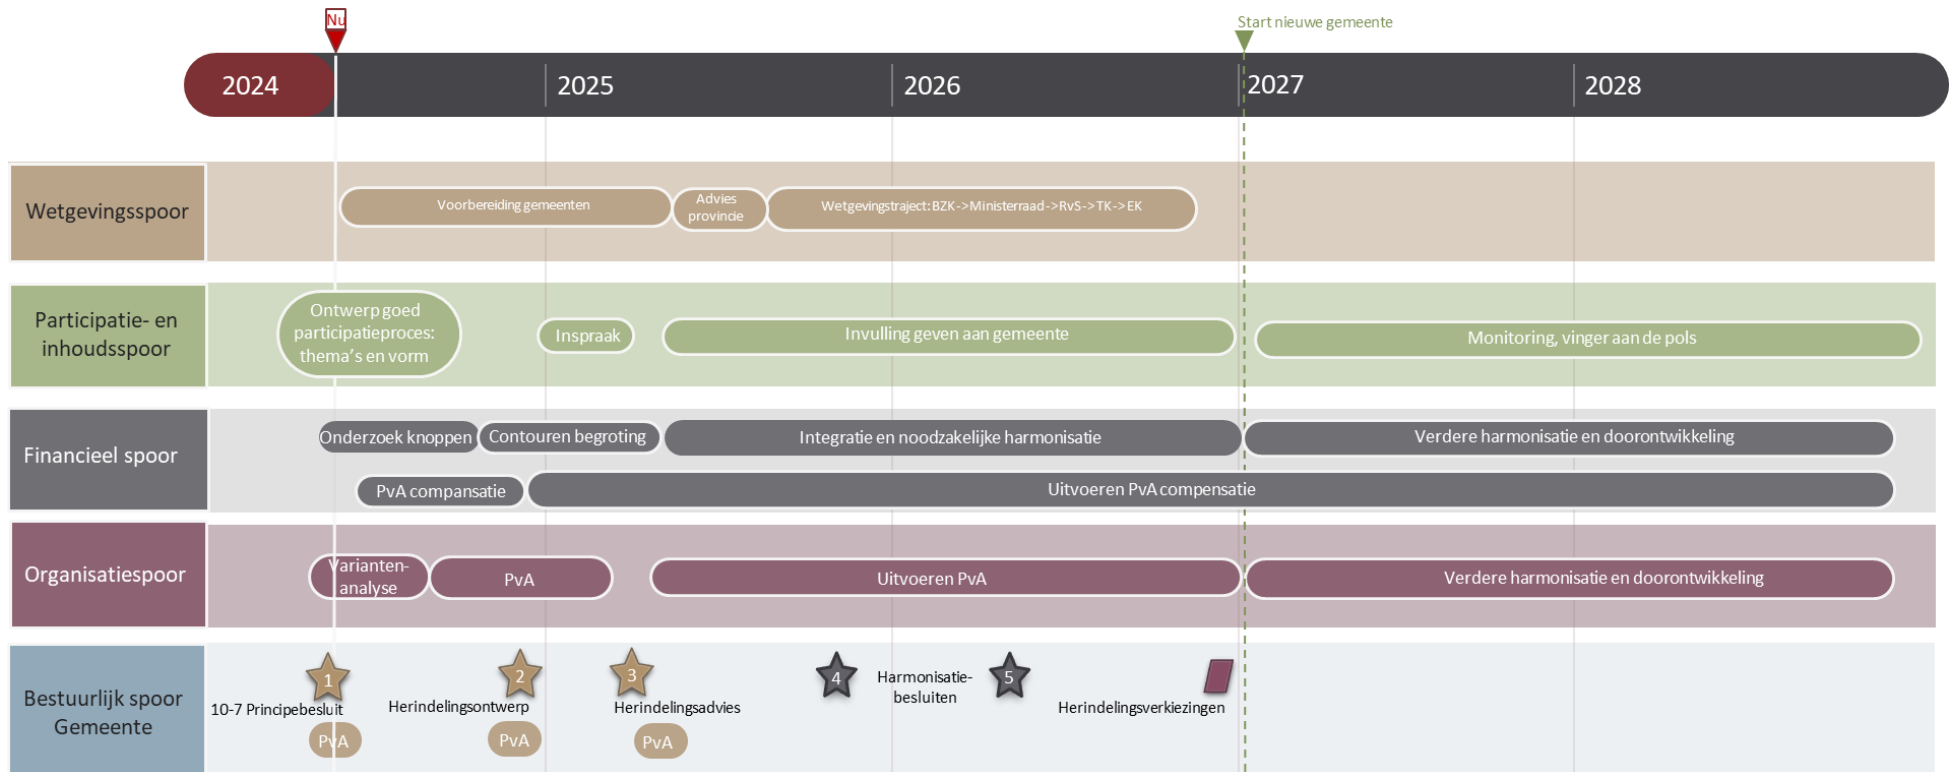 Nu
Start nieuwe gemeente
2024
2025
2026
2027
2028
Wetgevingsspoor
Voorbereiding gemeenten
Advies
provincie
Wetgevingstraject: BZK->Ministerraad->RvS->TK->EK
Participatie- en
inhoudsspoor
Ontwerp goed
participatieproces:
thema's en vorm
Inspraak
Invulling geven aan gemeente
Monitoring, vinger aan de pols
Financieel spoor
Onderzoek knoppen
Contouren begroting
Integratie en noodzakelijke harmonisatie
Verdere harmonisatie en doorontwikkeling
PvA compansatie
Uitvoeren PvA compensatie
Organisatiespoor
Varianten-
analyse
PvA
Uitvoeren PvA
Verdere harmonisatie en doorontwikkeling
Bestuurlijk spoor
Gemeente
1
10-7 Principebesluit
PvA
2
Herindelingsontwerp
PvA
3
Herindelingsadvies
PvA
4
Harmonisatie-
besluiten
5
Herindelingsverkiezingen